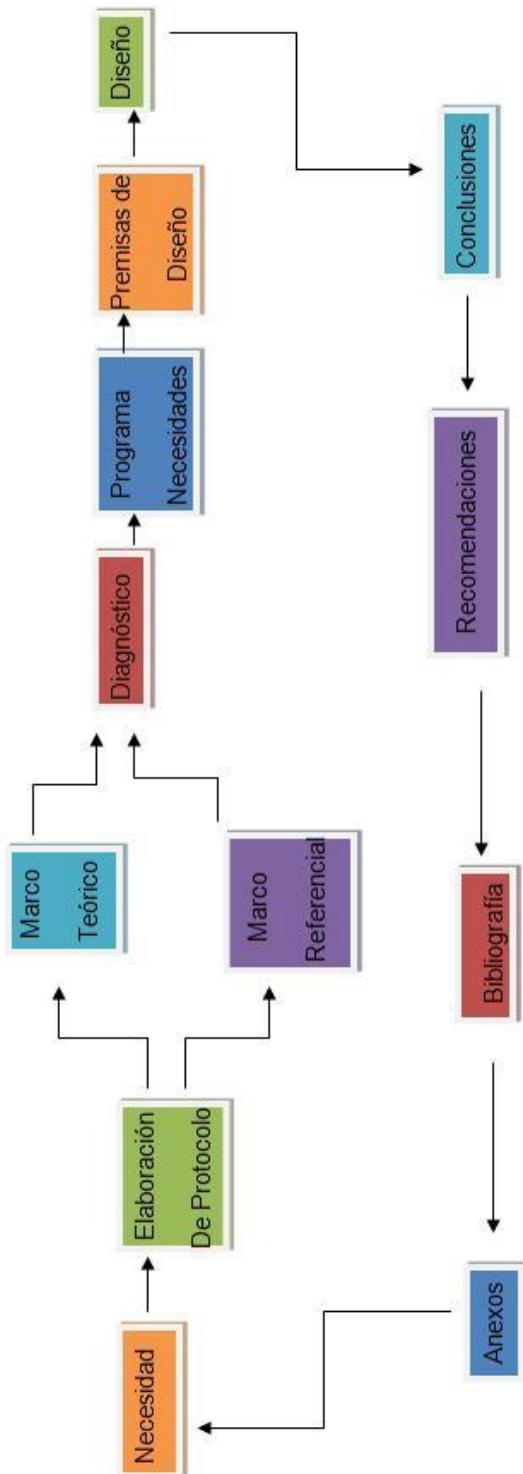 Necesidad
Elaboración
De Protocolo
Marco
Teórico
Marco
Referencial
Diagnóstico
Programa
Necesidades
Premisas de
Diseño
Diseño
Conclusiones
Recomendaciones
Bibliografía
Anexos